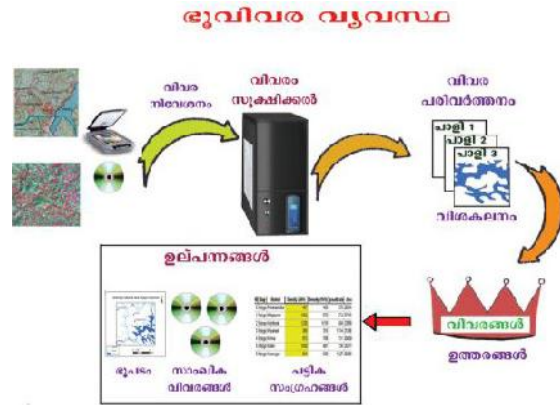 ഭൂവിവര വ്യവസ്ഥ
വിവര
നിവേശനം
വിവരം
സൂക്ഷിക്കൽ
വിവര
പരിവർത്തനം
പാളി 1
പാളി 2
പാളി 3
വിശകലനം
വിവരങ്ങൾ
ഉത്തരങ്ങൾ
ഉല്പന്നങ്ങൾ
ഭൂപടം
സാംഖിക
വിവരങ്ങൾ
പട്ടിക
സംഗ്രഹങ്ങൾ